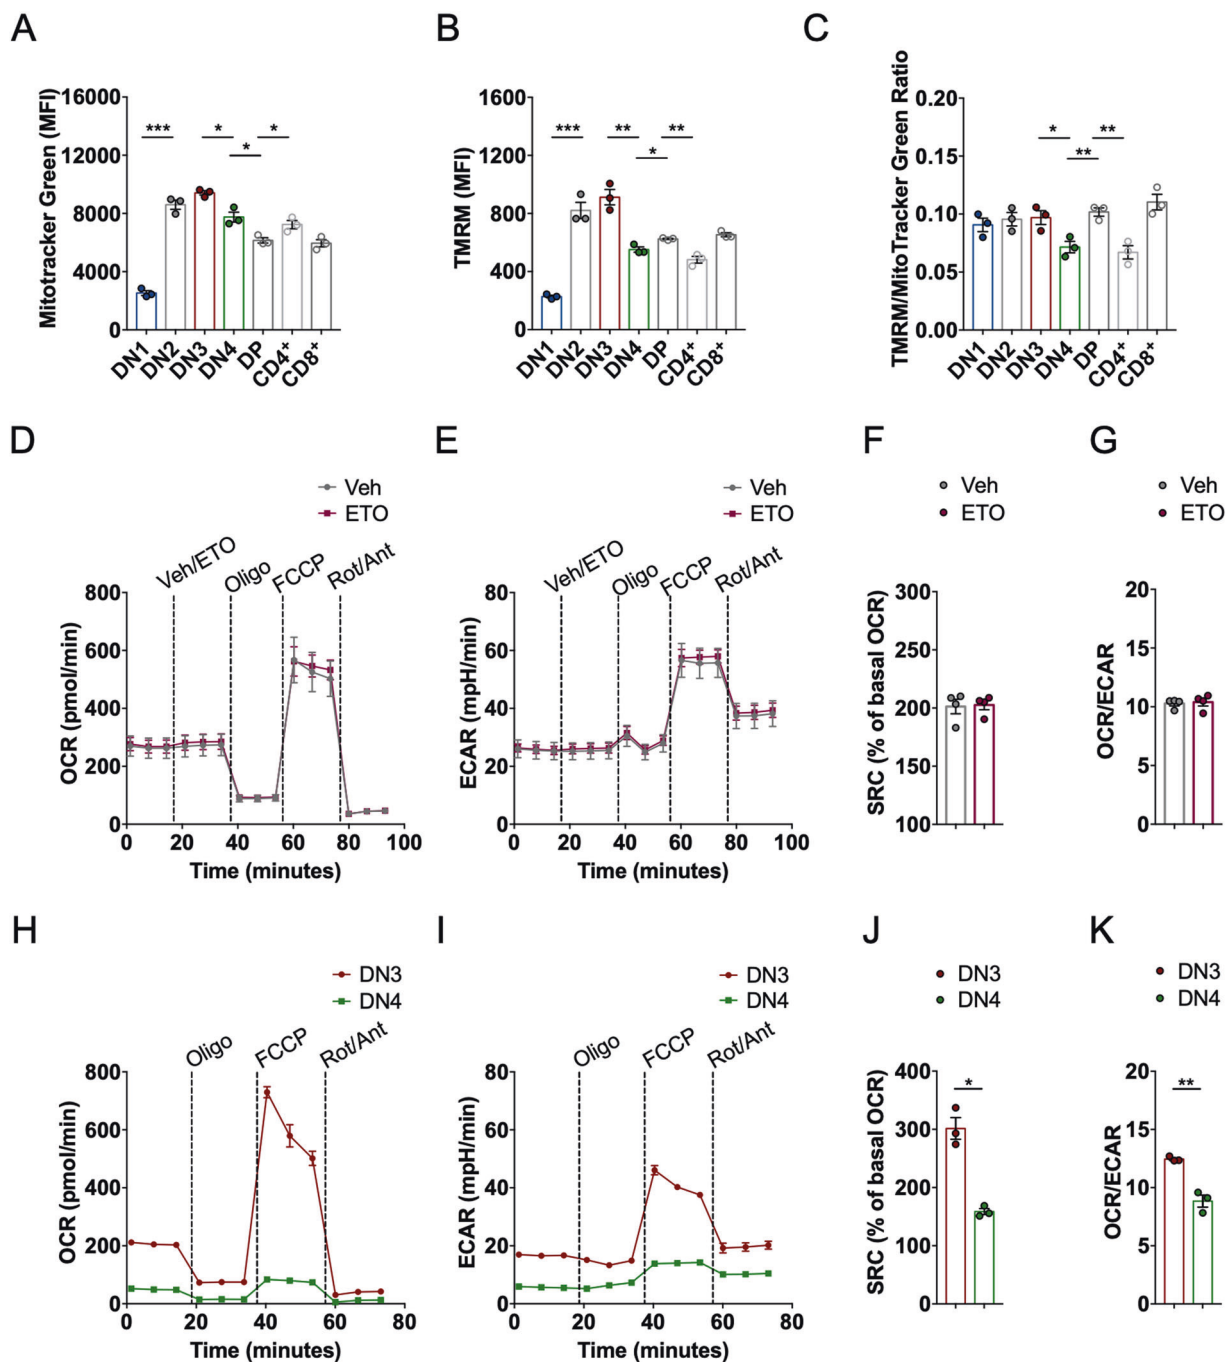 A
B
C
Mitotracker Green (MFI)
16000
12000
8000
4000
0
***
*
*
*
DN1
DN2
DN3
DN4
DP
CD4+
CD8+
TMRM (MFI)
1600
1200
800
400
0
***
**
**
*
DN1
DN2
DN3
DN4
DP
CD4+
CD8+
TMRM/MitoTracker Green Ratio
0.20
0.15
0.10
0.05
0.00
*
**
**
DN1
DN2
DN3
DN4
DP
CD4+
CD8+
D
E
F
G
Veh
ETO
Veh/ETO
Oligo
FCCP
Rot/Ant
OCR (pmol/min)
800
600
400
200
0
0
20
40
60
80
100
Time (minutes)
Veh
ETO
Veh/ETO
Oligo
FCCP
Rot/Ant
ECAR (mpH/min)
80
60
40
20
0
0
20
40
60
80
100
Time (minutes)
Veh
ETO
SRC (% of basal OCR)
300
250
200
150
100
Veh
ETO
OCR/ECAR
20
15
10
5
0
H
I
J
K
DN3
DN4
Oligo
FCCP
Rot/Ant
OCR (pmol/min)
800
600
400
200
0
0
20
40
60
80
Time (minutes)
DN3
DN4
Oligo
FCCP
Rot/Ant
ECAR (mpH/min)
80
60
40
20
0
0
20
40
60
80
Time (minutes)
DN3
DN4
SRC (% of basal OCR)
400
300
200
100
0
*
DN3
DN4
OCR/ECAR
20
15
10
5
0
**